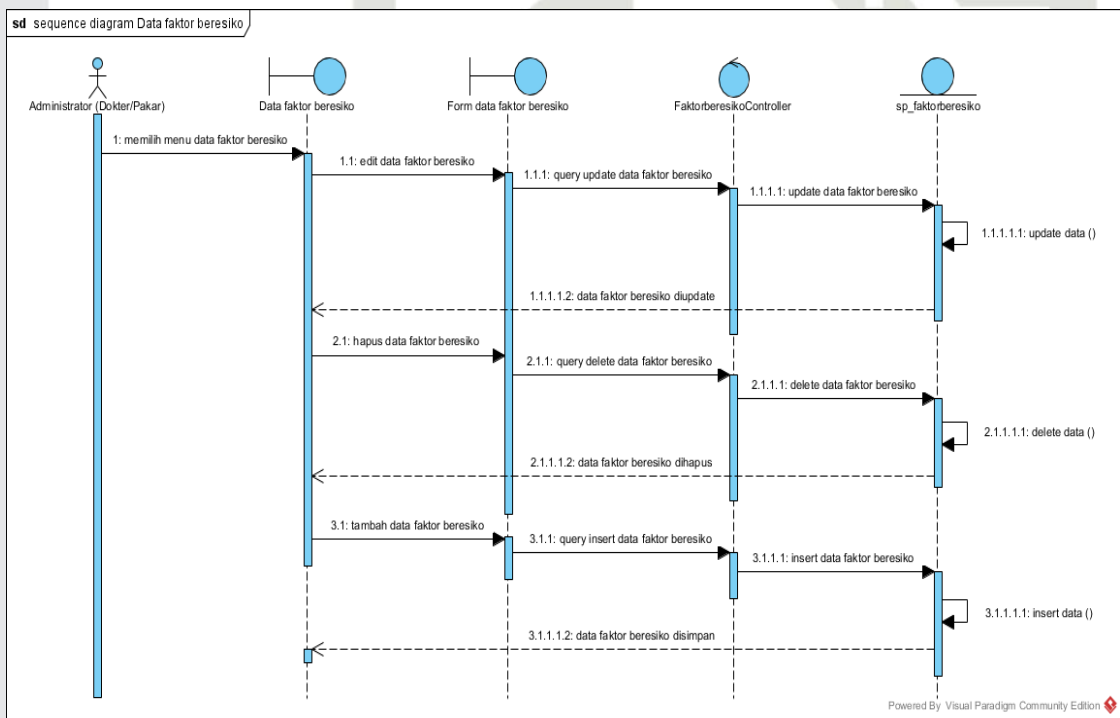 sd sequence diagram Data faktor beresiko
Administrator (Dokter/Pakar)
Data faktor beresiko
Form data faktor beresiko
FaktorberesikoController
sp_faktorberesiko
1: memilih menu data faktor beresiko
1.1: edit data faktor beresiko
1.1.1: query update data faktor beresiko
1.1.1.1: update data faktor beresiko
1.1.1.1.1: update data ()
1.1.1.1.2: data faktor beresiko diupdate
2.1: hapus data faktor beresiko
2.1.1: query delete data faktor beresiko
2.1.1.1: delete data faktor beresiko
2.1.1.1.1: delete data ()
2.1.1.1.2: data faktor beresiko dihapus
3.1: tambah data faktor beresiko
3.1.1: query insert data faktor beresiko
3.1.1.1: insert data faktor beresiko
3.1.1.1.1: insert data ()
3.1.1.1.2: data faktor beresiko disimpan
Powered By Visual Paradigm Community Edition